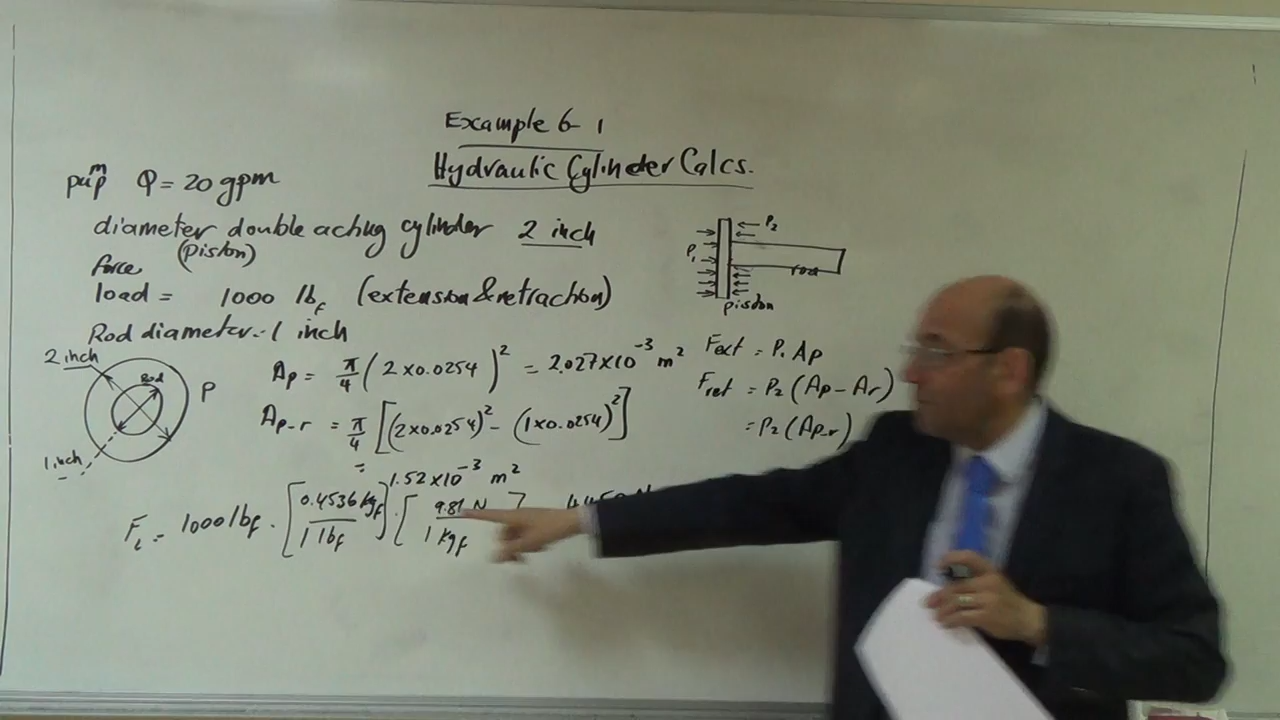 Example 6-1
Hydraulic Cylinder Calcs.
pump Q = 20 gpm
diameter double acting cylinder 2 inch
(piston)
force
load = 1000 lbf (extension & retraction)
Rod diameter - 1 inch
P1
P2
rod
piston
2 inch
Rod
P
1 inch
Ap = π/4 (2 x 0.0254)² = 2.027 x 10⁻³ m²
Ap-r = π/4 [(2 x 0.0254)² - (1 x 0.0254)²]
= 1.52 x 10⁻³ m²
Fext = P1 Ap
Fret = P2 (Ap - Ar)
= P2 (Ap-r)
FL = 1000 lbf · [0.4536 kgf / 1 lbf] · [9.81 N / 1 kgf]